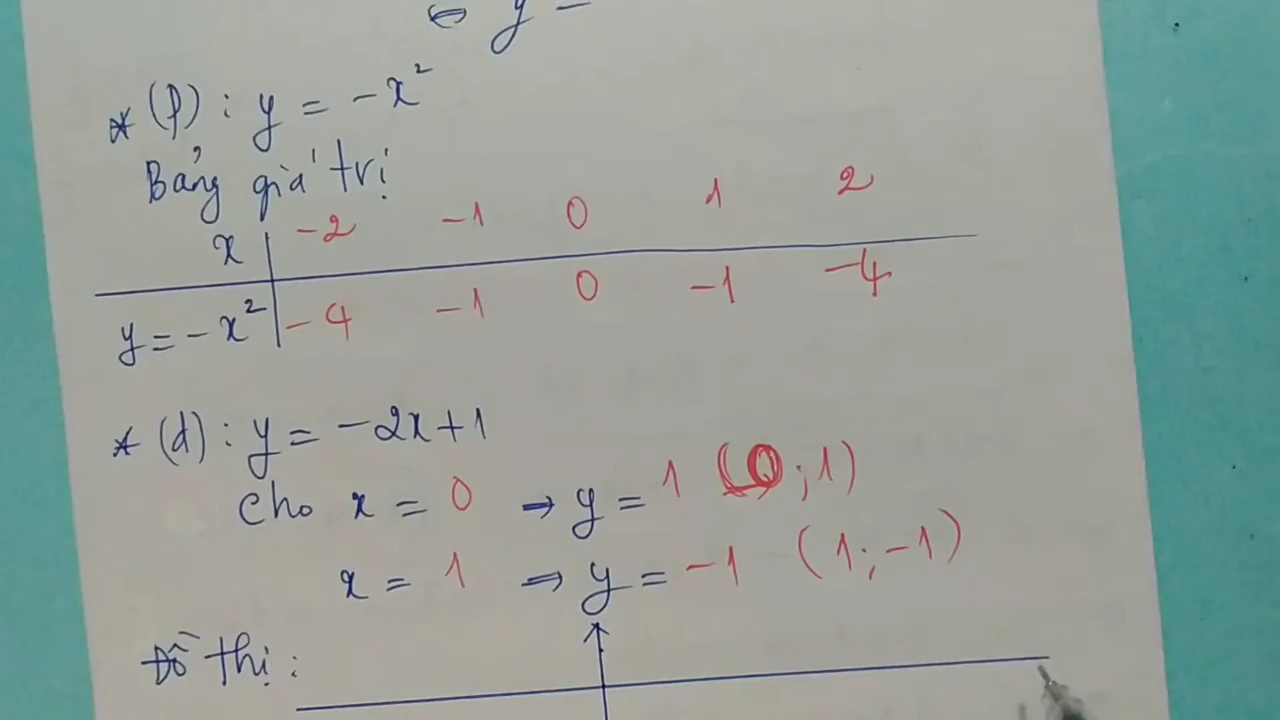 ⇔ y =
* (P) : y = -x²
Bảng giá trị
x | -2 -1 0 1 2
y = -x² | -4 -1 0 -1 -4
* (d) : y = -2x+1
Cho x = 0 → y = 1 (0;1)
x = 1 ⇒ y = -1 (1;-1)
Đồ thị :